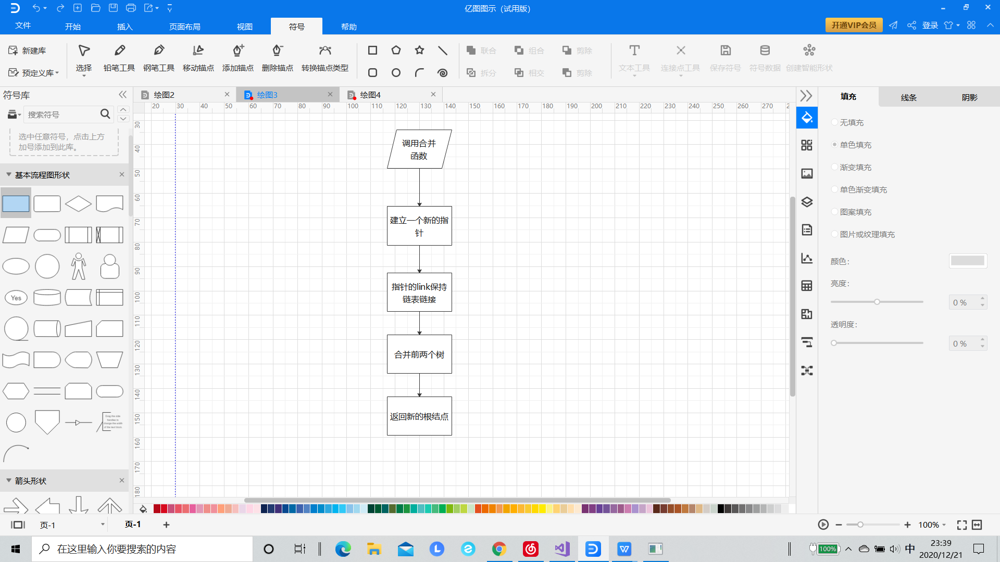 亿图图示（试用版）
文件
开始
插入
页面布局
视图
符号
帮助
开通VIP会员
登录
新建库
预定义库
选择
铅笔工具
钢笔工具
移动锚点
添加锚点
删除锚点
转换锚点类型
联合
组合
剪除
拆分
相交
剪除
文本工具
连接点工具
保存符号
符号数据
创建智能形状
符号库
绘图2
绘图3
绘图4
搜索符号
选中任意符号，点击上方
加号添加到此库。
基本流程图形状
Yes
Drag the side
handles to
change the width
of the text block.
箭头形状
20 30 40 50 60 70 80 90 100 110 120 130 140 150 160 170 180 190 200 210 220 230 240 250 260 270 2
30
40
50
60
70
80
90
100
110
120
130
140
150
160
170
180
调用合并
函数
建立一个新的指
针
指针的link保持
链表链接
合并前两个树
返回新的根结点
填充
线条
阴影
无填充
单色填充
渐变填充
单色渐变填充
图案填充
图片或纹理填充
颜色：
亮度：
0 %
透明度：
0 %
页-1
页-1
100%
在这里输入你要搜索的内容
100%
中
23:39
2020/12/21